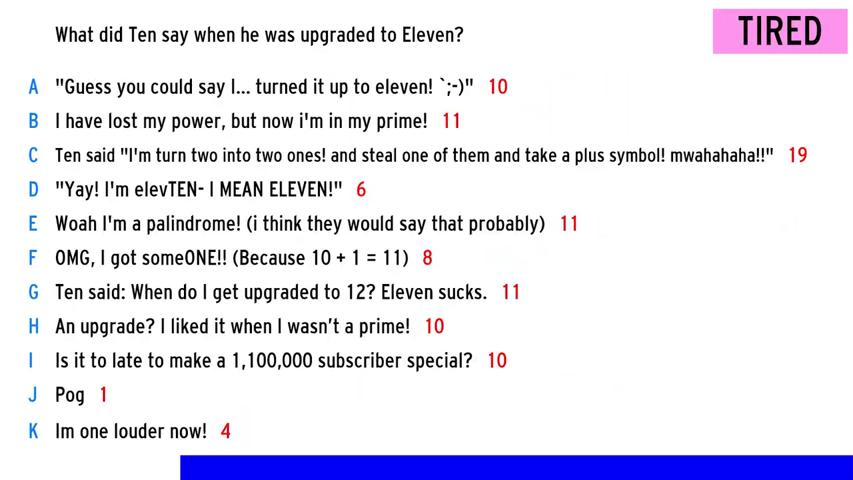 What did Ten say when he was upgraded to Eleven?
TIRED
A "Guess you could say I... turned it up to eleven! `;-)" 10
B I have lost my power, but now i'm in my prime! 11
C Ten said "I'm turn two into two ones! and steal one of them and take a plus symbol! mwahahaha!!" 19
D "Yay! I'm elevTEN- I MEAN ELEVEN!" 6
E Woah I'm a palindrome! (i think they would say that probably) 11
F OMG, I got someONE!! (Because 10 + 1 = 11) 8
G Ten said: When do I get upgraded to 12? Eleven sucks. 11
H An upgrade? I liked it when I wasn't a prime! 10
I Is it to late to make a 1,100,000 subscriber special? 10
J Pog 1
K Im one louder now! 4